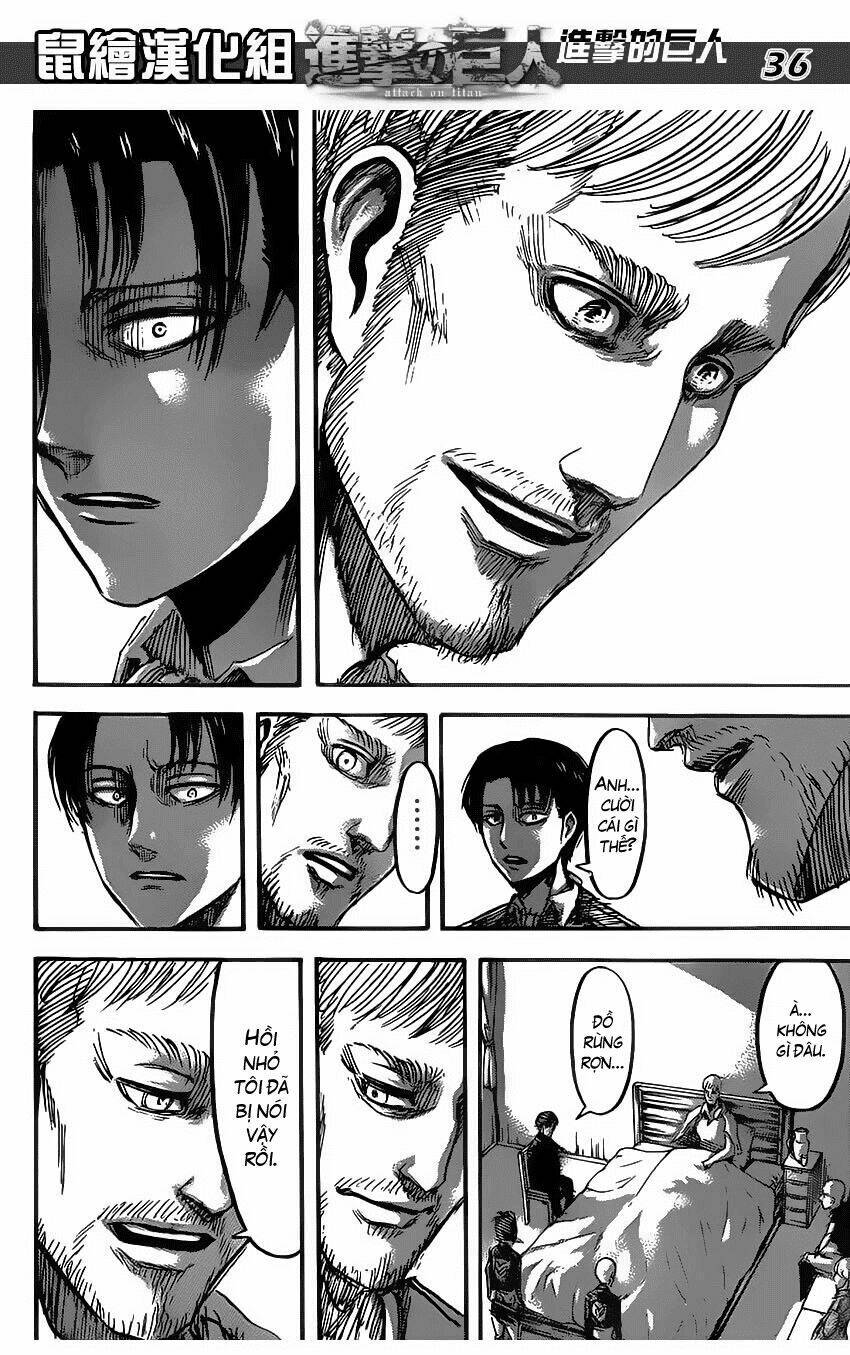 鼠繪漢化組
進撃の巨人
attack on titan
進擊的巨人
36
ANH...
CƯỜI
CÁI GÌ
THẾ?
........
À...
KHÔNG
GÌ ĐÂU.
ĐỒ
RÙNG
RỢN...
HỒI
NHỎ
TÔI ĐÃ
BỊ NÓI
VẬY
RỒI.